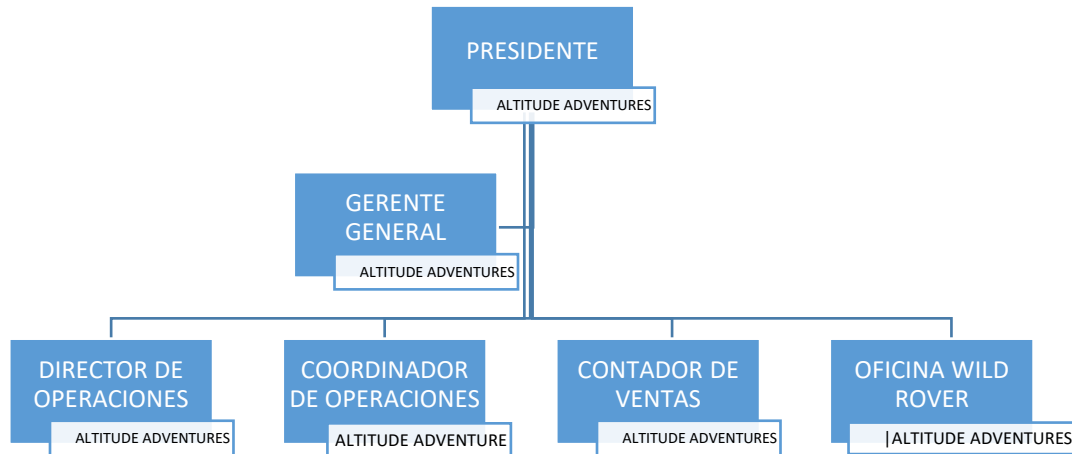 PRESIDENTE
ALTITUDE ADVENTURES
GERENTE
GENERAL
ALTITUDE ADVENTURES
DIRECTOR DE
OPERACIONES
ALTITUDE ADVENTURES
COORDINADOR
DE OPERACIONES
ALTITUDE ADVENTURE
CONTADOR DE
VENTAS
ALTITUDE ADVENTURES
OFICINA WILD
ROVER
|ALTITUDE ADVENTURES